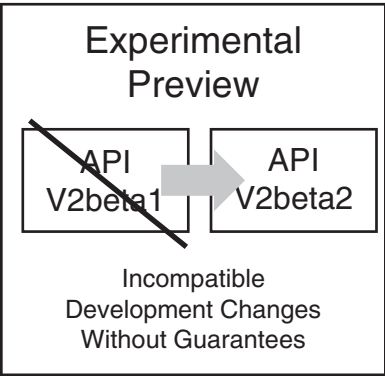 Experimental
Preview
API
V2beta1
API
V2beta2
Incompatible
Development Changes
Without Guarantees